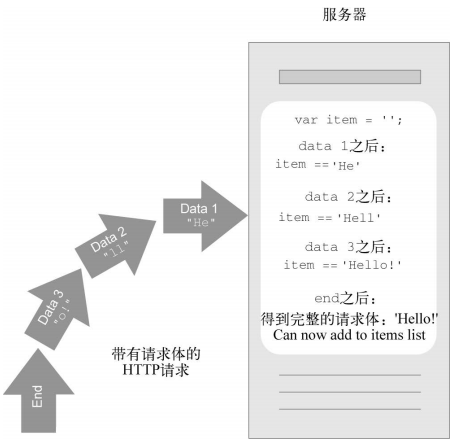 服务器
var item = '';
data 1之后：
item =='He'
data 2之后：
item =='Hell'
data 3之后：
item =='Hello!'
end之后：
得到完整的请求体：'Hello!'
Can now add to items list
Data 1
"He"
Data 2
"ll"
Data 3
"o!"
End
带有请求体的
HTTP请求